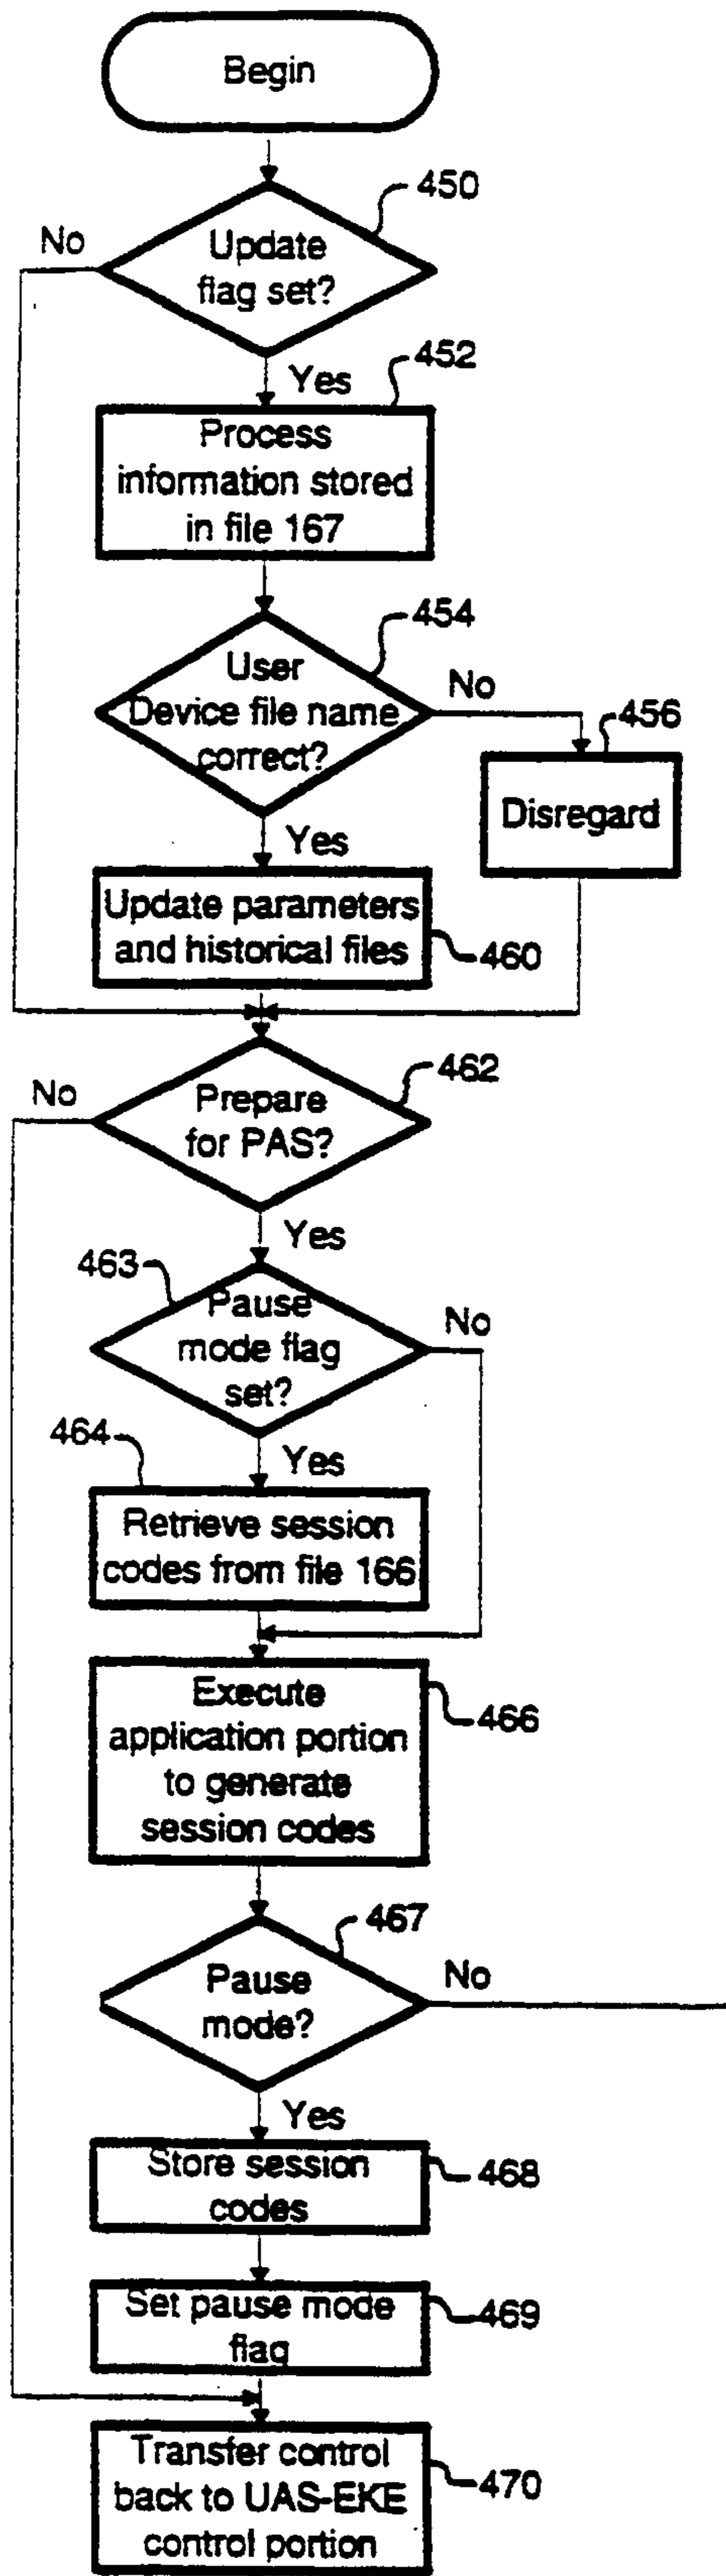 Begin
450
No
Update
flag set?
Yes
452
Process
information stored
in file 167
454
User
Device file name
correct?
No
456
Disregard
Yes
Update parameters
and historical files
460
462
No
Prepare
for PAS?
Yes
463
Pause
mode flag
set?
No
464
Yes
Retrieve session
codes from file 166
Execute
application portion
to generate
session codes
466
467
Pause
mode?
No
Yes
Store session
codes
468
Set pause mode
flag
469
Transfer control
back to UAS-EKE
control portion
470